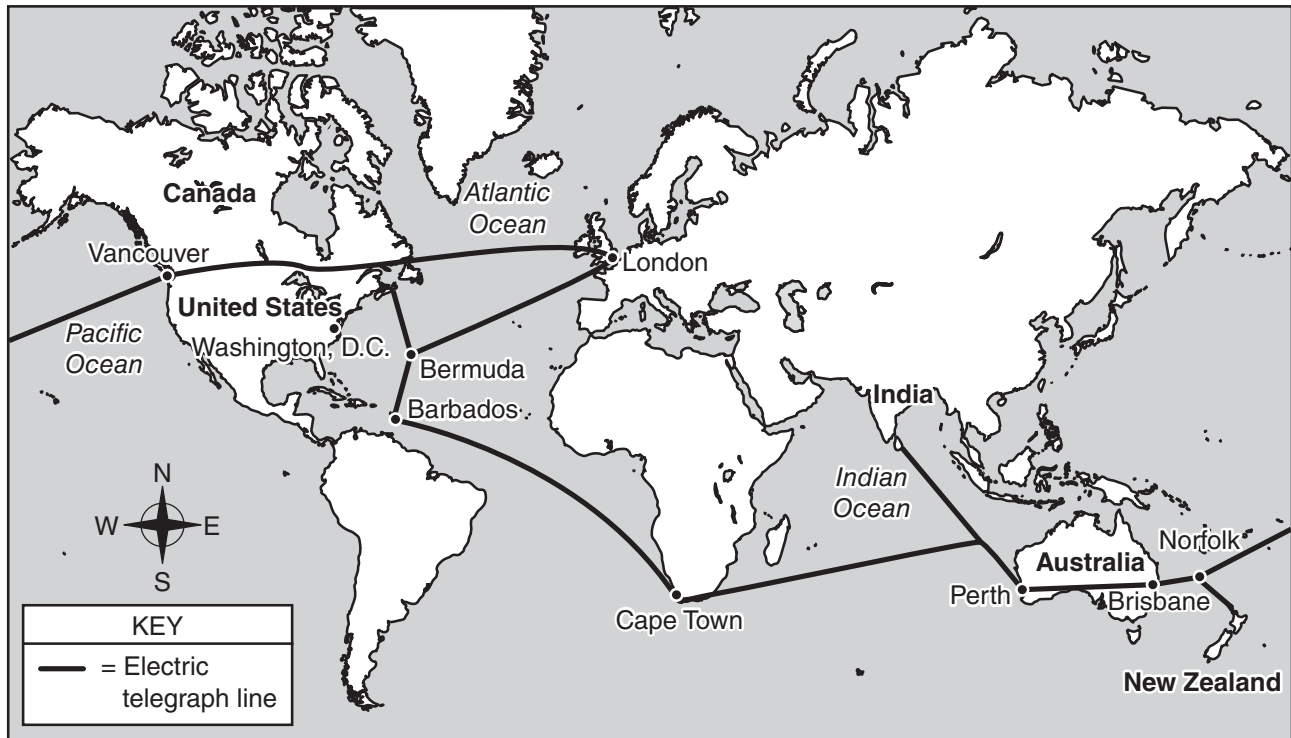 Canada
Atlantic
Ocean
Vancouver
London
United States
Pacific
Ocean
Washington, D.C.
Bermuda
Barbados
India
Indian
Ocean
N
W
E
S
Norfolk
Australia
Perth
Brisbane
Cape Town
New Zealand
KEY
= Electric
telegraph line